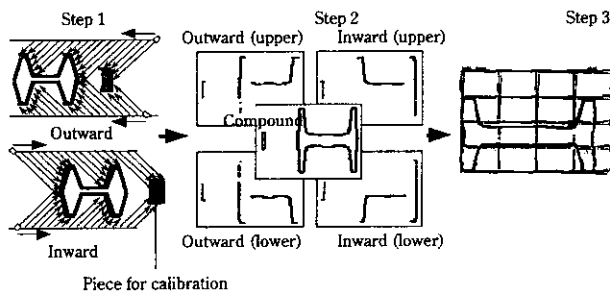 Step 1
Step 2
Step 3
Outward (upper)
Inward (upper)
Compound
Outward
Inward
Outward (lower)
Inward (lower)
Piece for calibration